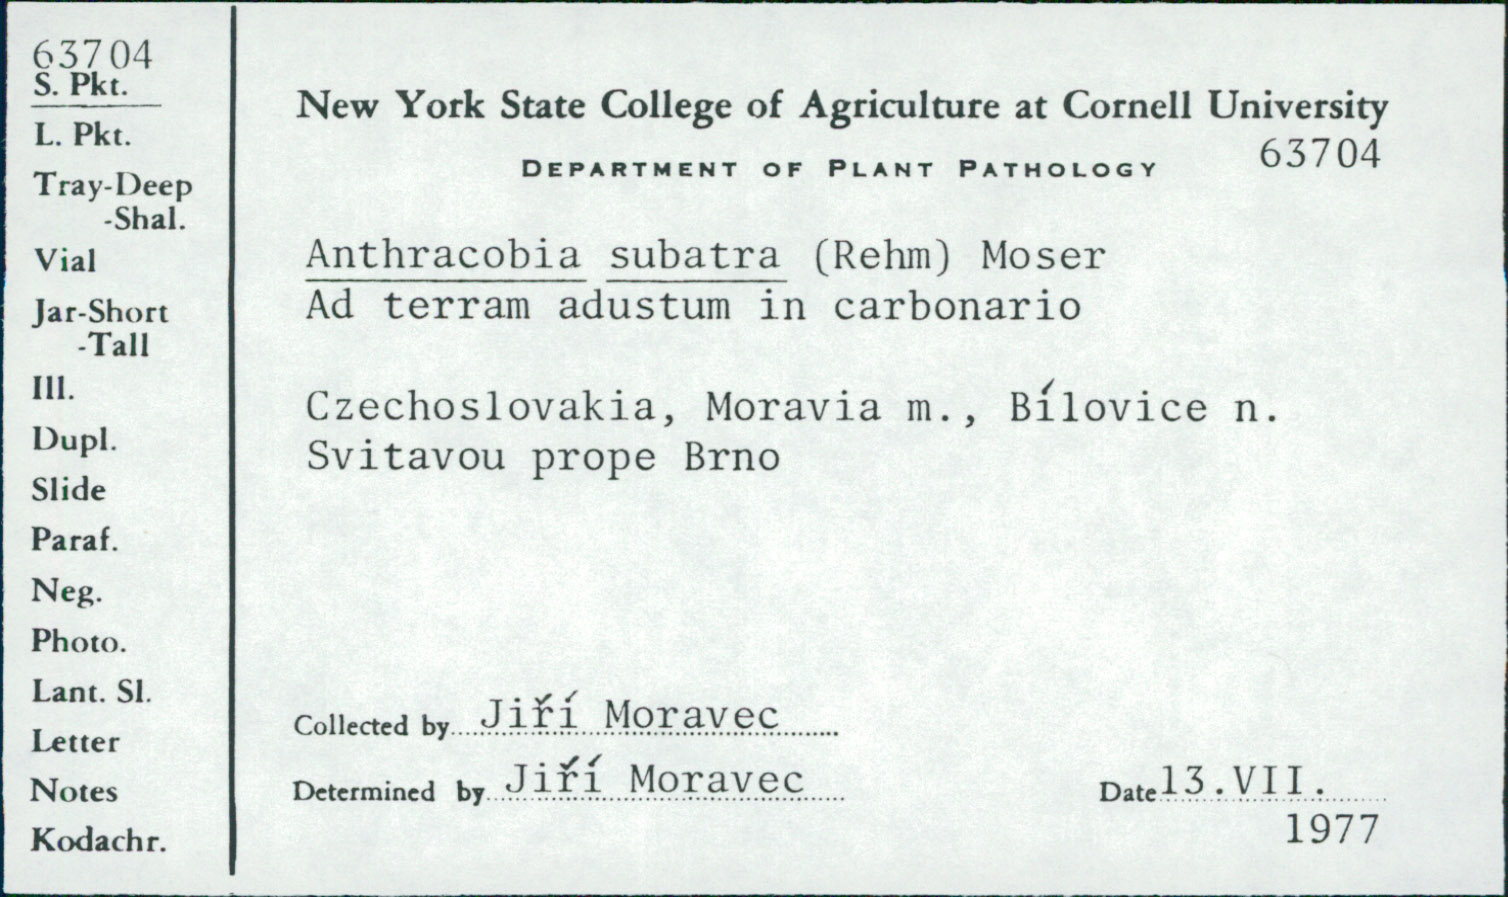 63704
S. Pkt.
L. Pkt.
Tray-Deep
-Shal.
Vial
Jar-Short
-Tall
Ill.
Dupl.
Slide
Paraf.
Neg.
Photo.
Lant. Sl.
Letter
Notes
Kodachr.
New York State College of Agriculture at Cornell University
DEPARTMENT OF PLANT PATHOLOGY
63704
Anthracobia subatra (Rehm) Moser
Ad terram adustum in carbonario
Czechoslovakia, Moravia m., Bílovice n.
Svitavou prope Brno
Collected by Jiří Moravec
Determined by Jiří Moravec
Date 13.VII.
1977